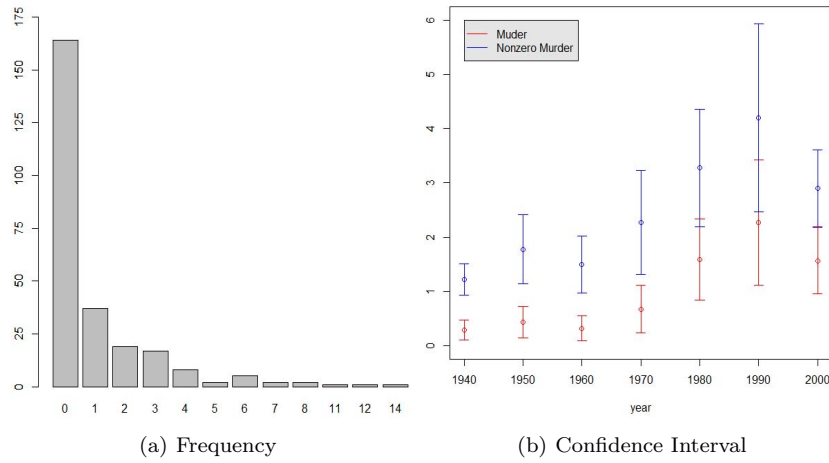 175
150
125
100
75
50
25
0
0 1 2 3 4 5 6 7 8 11 12 14
(a) Frequency
6
5
4
3
2
1
0
Muder
Nonzero Murder
1940 1950 1960 1970 1980 1990 2000
year
(b) Confidence Interval